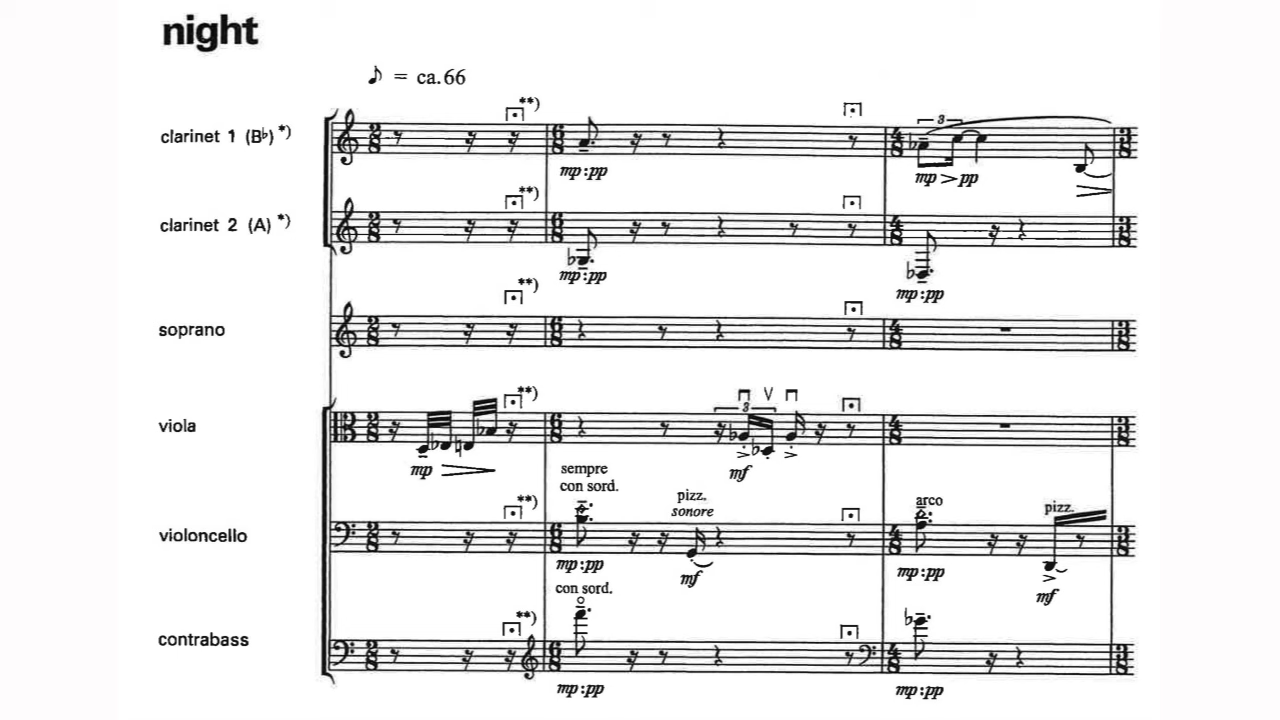 night
♪ = ca. 66
**)
clarinet 1 (B♭) *)
3
mp:pp
mp > pp
**)
clarinet 2 (A) *)
mp:pp
mp:pp
**)
soprano
**)
viola
3
mp
mf
sempre
con sord.
pizz.
sonore
arco
pizz.
**)
violoncello
mp:pp
mf
mp:pp
mf
con sord.
**)
contrabass
mp:pp
mp:pp